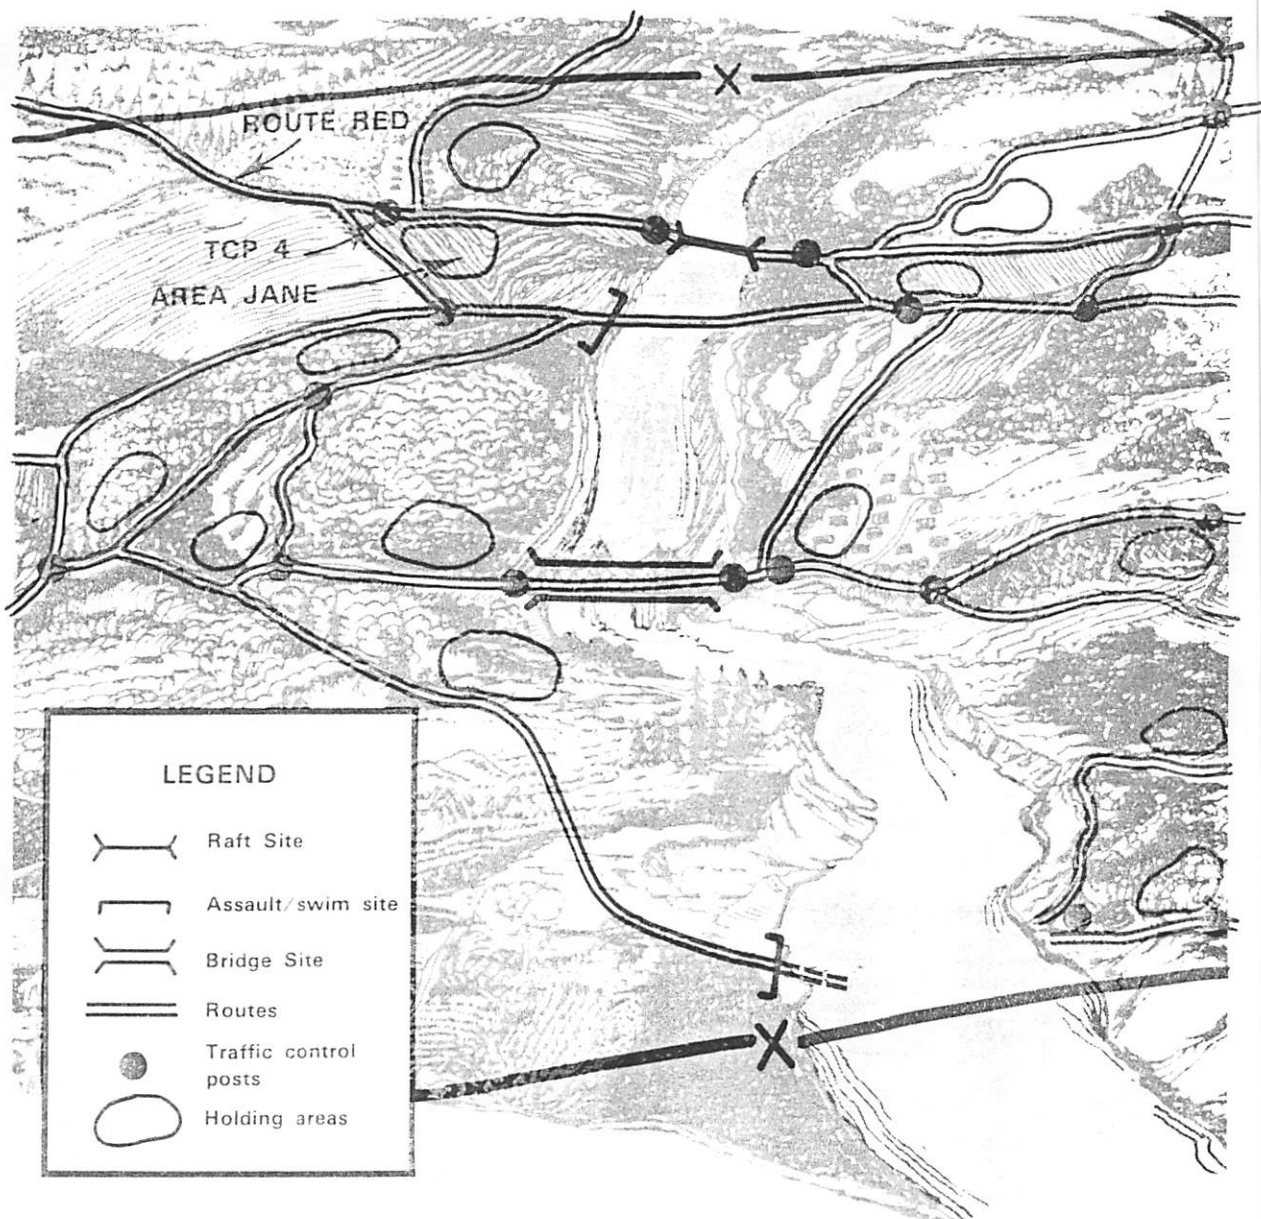 X
ROUTE RED
TCP 4
AREA JANE
LEGEND
Raft Site
Assault/swim site
Bridge Site
Routes
Traffic control
posts
Holding areas
X